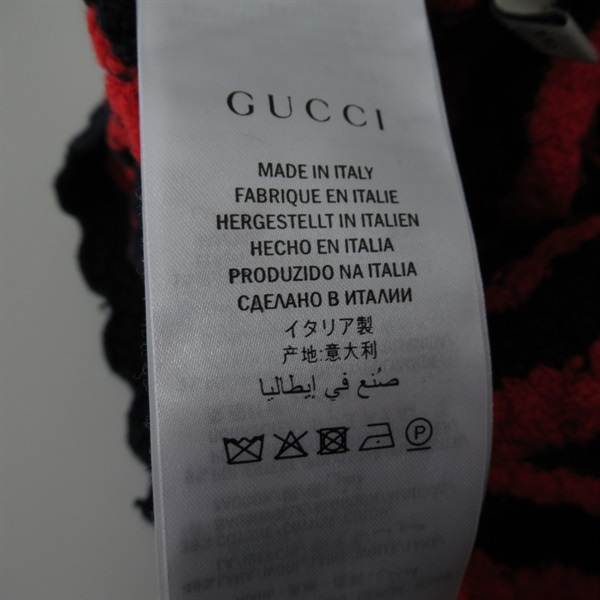 GUCCI
MADE IN ITALY
FABRIQUE EN ITALIE
HERGESTELLT IN ITALIEN
HECHO EN ITALIA
PRODUZIDO NA ITALIA
СДЕЛАНО В ИТАЛИИ
イタリア製
产地:意大利
صُنع في إيطاليا
P